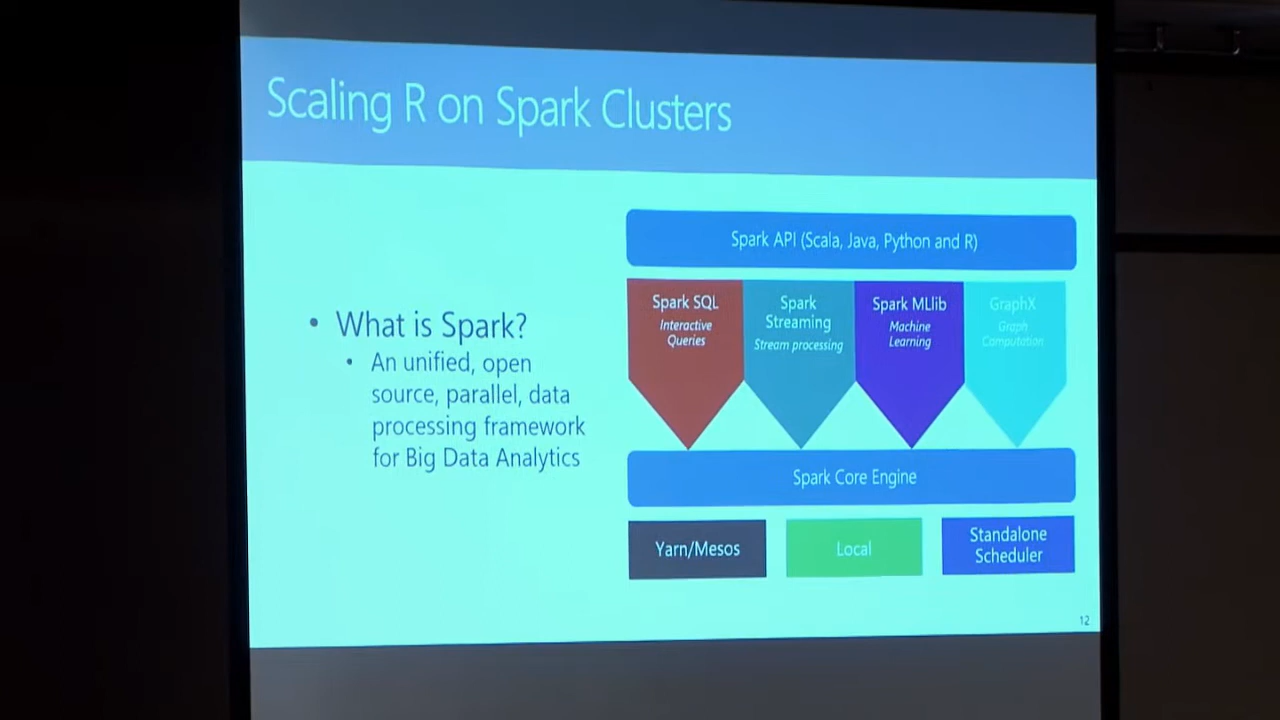 Scaling R on Spark Clusters
• What is Spark?
• An unified, open
source, parallel, data
processing framework
for Big Data Analytics
Spark API (Scala, Java, Python and R)
Spark SQL
Interactive
Queries
Spark
Streaming
Stream processing
Spark MLlib
Machine
Learning
GraphX
Graph
Computation
Spark Core Engine
Yarn/Mesos
Local
Standalone
Scheduler
12